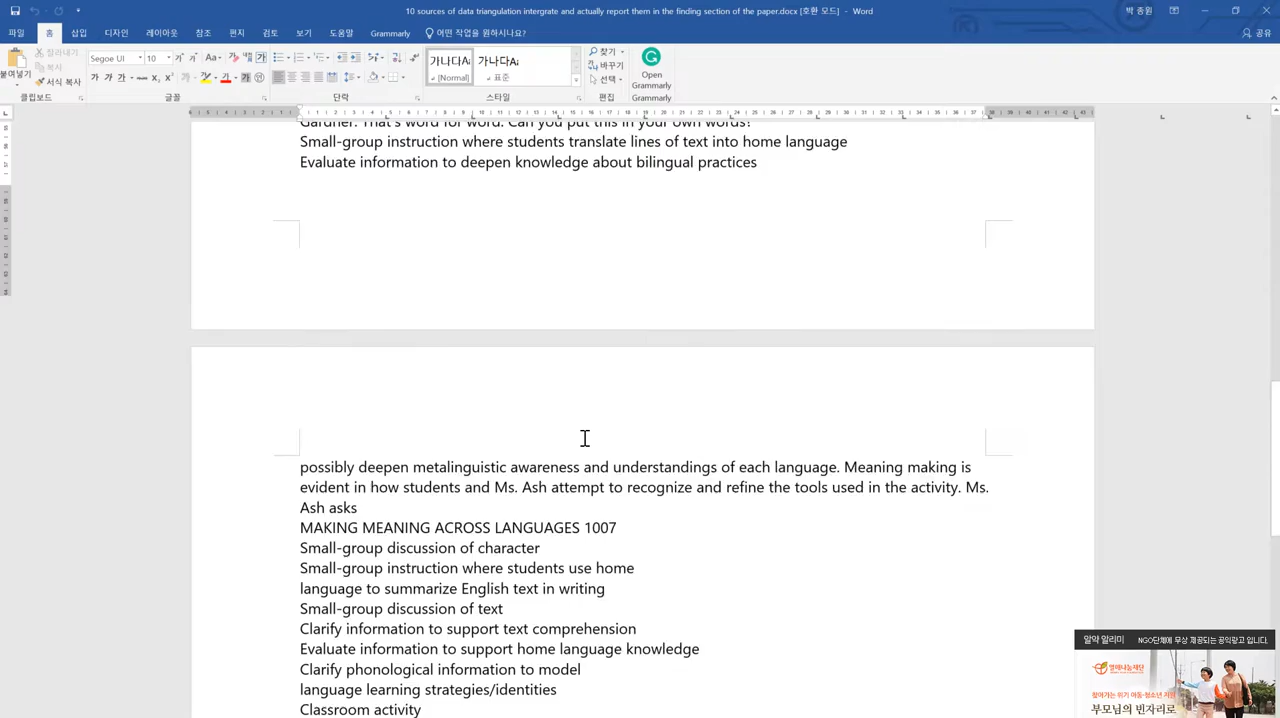 10 sources of data triangulation intergrate and actually report them in the finding section of the paper.docx [호환 모드] - Word
박 종원
파일 홈 삽입 디자인 레이아웃 참조 편지 검토 보기 도움말 Grammarly 어떤 작업을 원하시나요? 공유
붙여넣기
잘라내기
복사
서식 복사
클립보드
Segoe UI 10
글꼴
단락
가나다AaI
[Normal]
가나다AaI
표준
스타일
찾기
바꾸기
선택
편집
Open
Grammarly
Grammarly
Gardner: That's word for word. Can you put this in your own words?
Small-group instruction where students translate lines of text into home language
Evaluate information to deepen knowledge about bilingual practices
possibly deepen metalinguistic awareness and understandings of each language. Meaning making is
evident in how students and Ms. Ash attempt to recognize and refine the tools used in the activity. Ms.
Ash asks
MAKING MEANING ACROSS LANGUAGES 1007
Small-group discussion of character
Small-group instruction where students use home
language to summarize English text in writing
Small-group discussion of text
Clarify information to support text comprehension
Evaluate information to support home language knowledge
Clarify phonological information to model
language learning strategies/identities
Classroom activity
알약 알리미 NGO단체에 무상 제공되는 공익광고 입니다.
얼마나눔재단
찾아가는 위기 아동·청소년 지원
부모님의 빈자리로